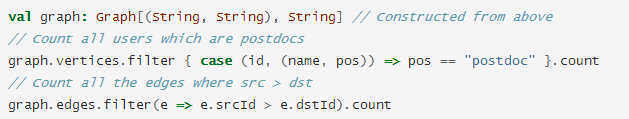 val graph: Graph[(String, String), String] // Constructed from above
// Count all users which are postdocs
graph.vertices.filter { case (id, (name, pos)) => pos == "postdoc" }.count
// Count all the edges where src > dst
graph.edges.filter(e => e.srcId > e.dstId).count